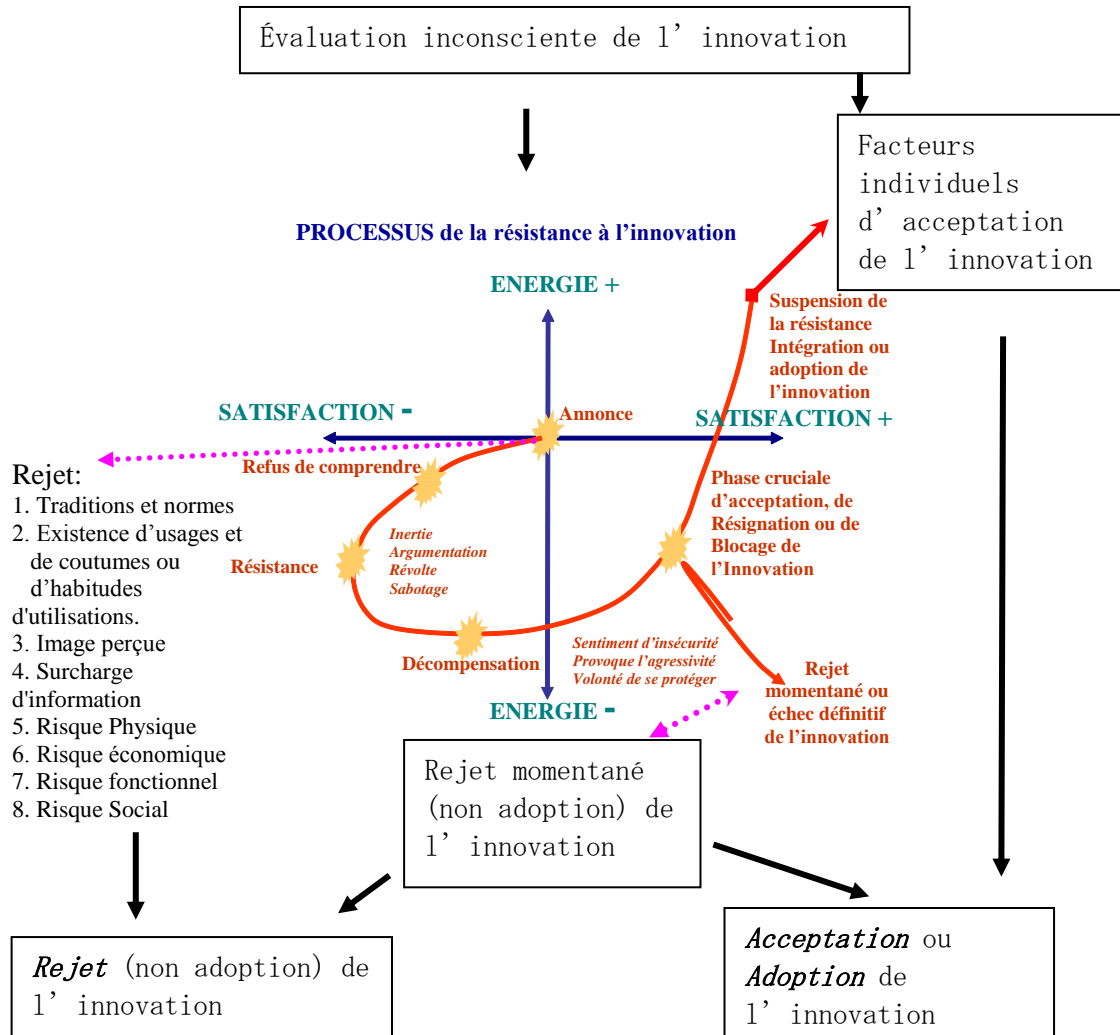 Évaluation inconsciente de l’innovation
Facteurs
individuels
d’acceptation
de l’innovation
PROCESSUS de la résistance à l’innovation
ENERGIE +
Suspension de
la résistance
Intégration ou
adoption de
l’innovation
SATISFACTION -
Annonce
SATISFACTION +
Refus de comprendre
Rejet:
1. Traditions et normes
2. Existence d’usages et
de coutumes ou
d’habitudes
d'utilisations.
3. Image perçue
4. Surcharge
d'information
5. Risque Physique
6. Risque économique
7. Risque fonctionnel
8. Risque Social
Phase cruciale
d’acceptation, de
Résignation ou de
Blocage de
l’Innovation
Inertie
Argumentation
Révolte
Sabotage
Résistance
Décompensation
Sentiment d’insécurité
Provoque l’agressivité
Volonté de se protéger
Rejet
momentané ou
échec définitif
de l’innovation
ENERGIE -
Rejet momentané
(non adoption) de
l’innovation
Rejet (non adoption) de
l’innovation
Acceptation ou
Adoption de
l’innovation